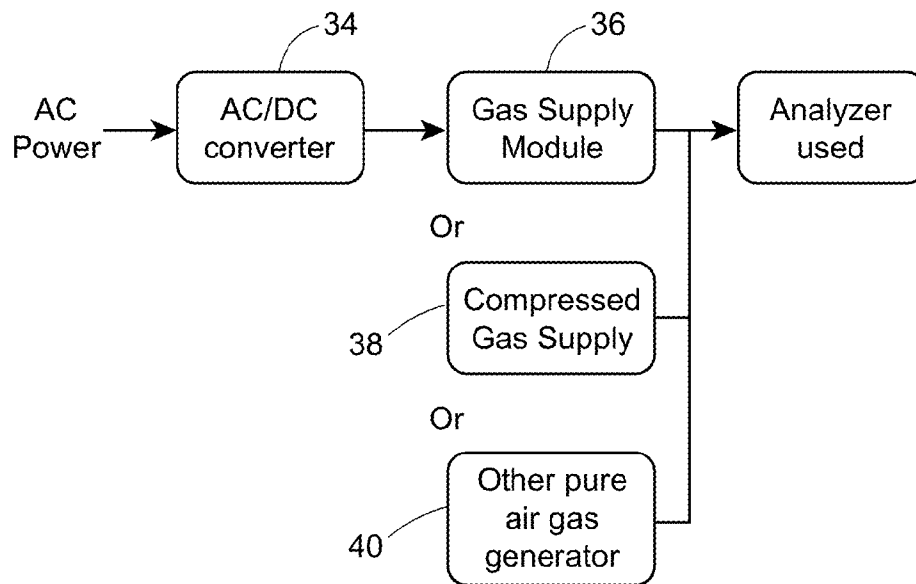 34
36
AC
Power
AC/DC
converter
Gas Supply
Module
Analyzer
used
Or
Compressed
Gas Supply
38
Or
Other pure
air gas
generator
40